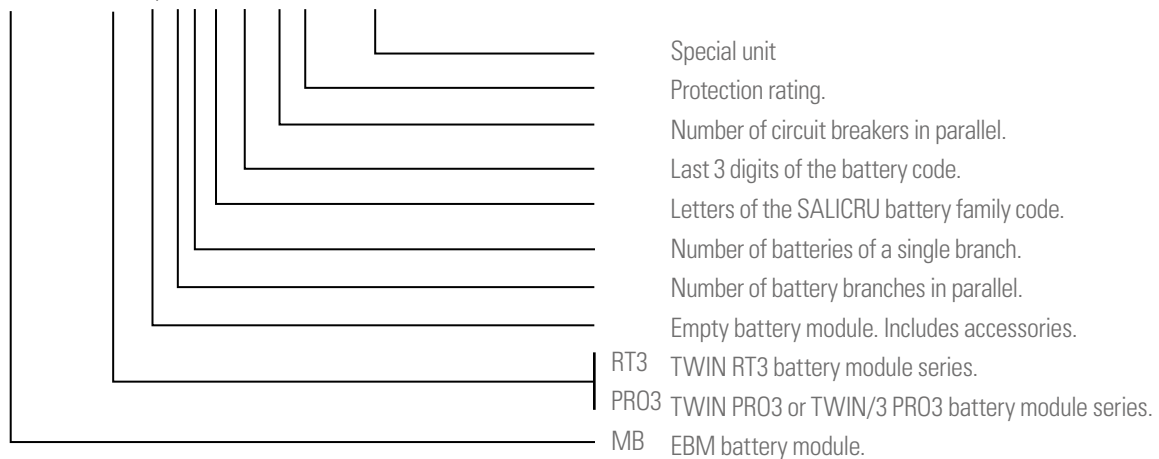 Special unit
Protection rating.
Number of circuit breakers in parallel.
Last 3 digits of the battery code.
Letters of the SALICRU battery family code.
Number of batteries of a single branch.
Number of battery branches in parallel.
Empty battery module. Includes accessories.
RT3 TWIN RT3 battery module series.
PRO3 TWIN PRO3 or TWIN/3 PRO3 battery module series.
MB EBM battery module.